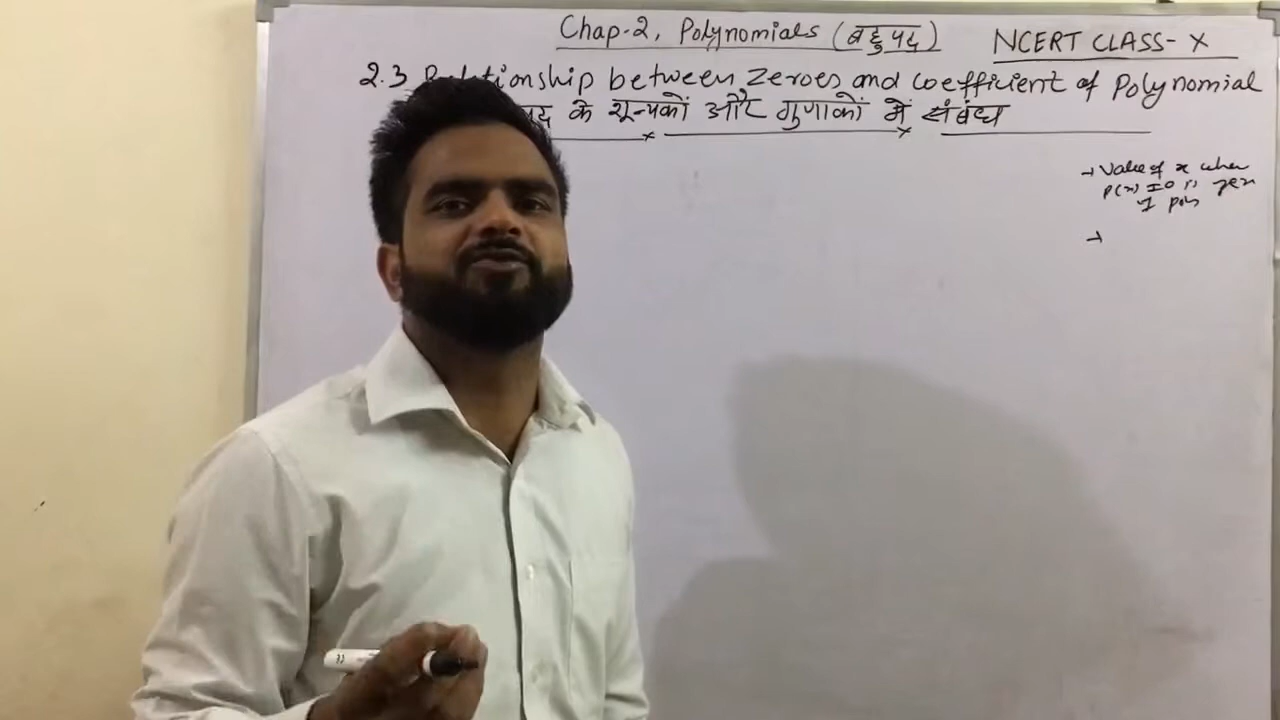 Chap-2, Polynomials (बहुपद)
NCERT CLASS- X
2.3 Relationship between zeroes and coefficient of Polynomial
पद के शून्यकों और गुणाकों में संबंध
→ Value of x when
P(x) = 0 is zero
of poly
→